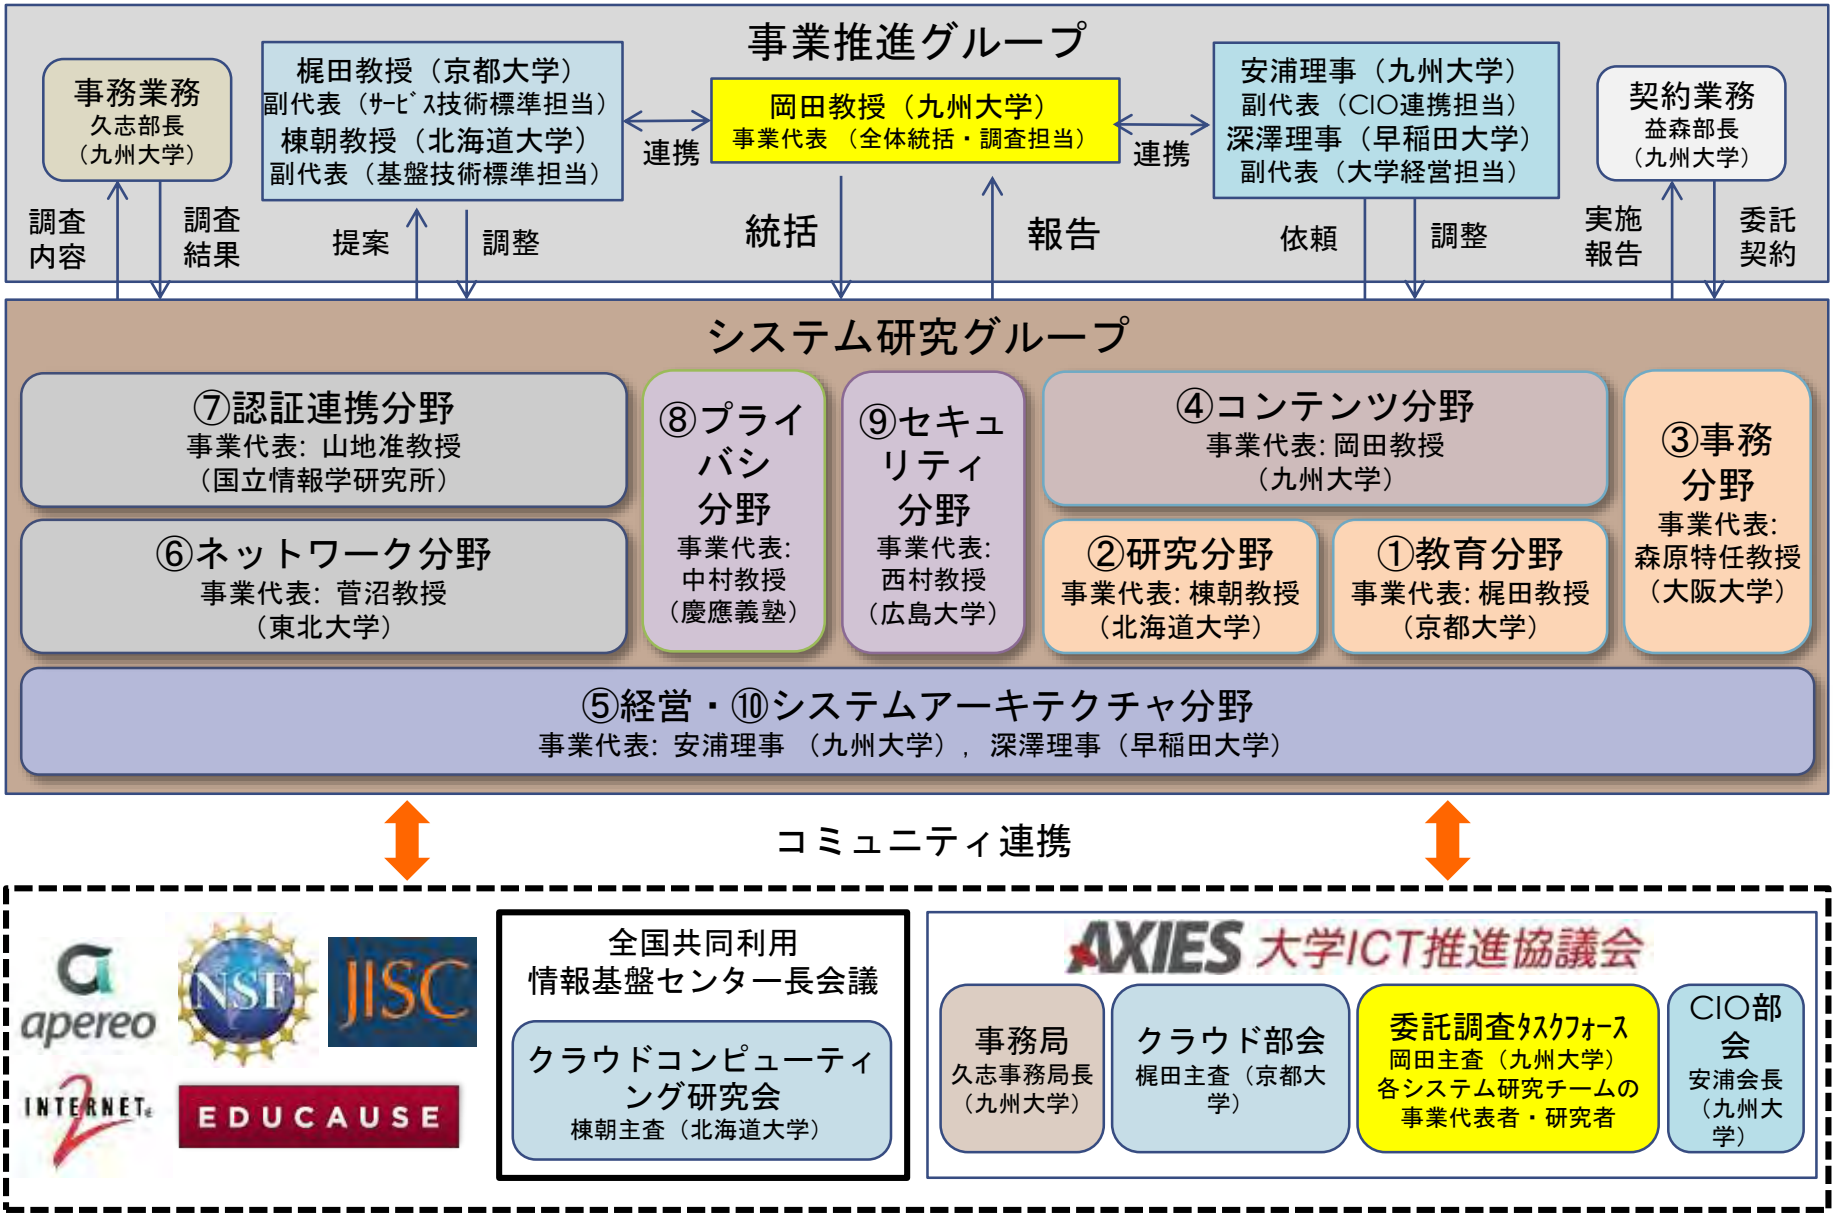 事業推進グループ
事務業務
久志部長
（九州大学）
梶田教授（京都大学）
副代表（ｻｰﾋﾞｽ技術標準担当）
棟朝教授（北海道大学）
副代表（基盤技術標準担当）
連携
岡田教授（九州大学）
事業代表（全体統括・調査担当）
連携
安浦理事（九州大学）
副代表（CIO連携担当）
深澤理事（早稲田大学）
副代表（大学経営担当）
契約業務
益森部長
（九州大学）
調査
内容
調査
結果
提案
調整
統括
報告
依頼
調整
実施
報告
委託
契約
システム研究グループ
⑦認証連携分野
事業代表: 山地准教授
（国立情報学研究所）
⑥ネットワーク分野
事業代表: 菅沼教授
（東北大学）
⑧プライ
バシ
分野
事業代表:
中村教授
（慶應義塾）
⑨セキュ
リティ
分野
事業代表:
西村教授
（広島大学）
④コンテンツ分野
事業代表: 岡田教授
（九州大学）
②研究分野
事業代表: 棟朝教授
（北海道大学）
①教育分野
事業代表: 梶田教授
（京都大学）
③事務
分野
事業代表:
森原特任教授
（大阪大学）
⑤経営・⑩システムアーキテクチャ分野
事業代表: 安浦理事 （九州大学）, 深澤理事（早稲田大学）
コミュニティ連携
apereo
NSF
JISC
INTERNET
2
EDUCAUSE
全国共同利用
情報基盤センター長会議
クラウドコンピューティ
ング研究会
棟朝主査（北海道大学）
AXIES 大学ICT推進協議会
事務局
久志事務局長
（九州大学）
クラウド部会
梶田主査（京都大
学）
委託調査ﾀｽｸﾌｫｰｽ
岡田主査（九州大学）
各システム研究チームの
事業代表者・研究者
CIO部
会
安浦会長
（九州大
学）